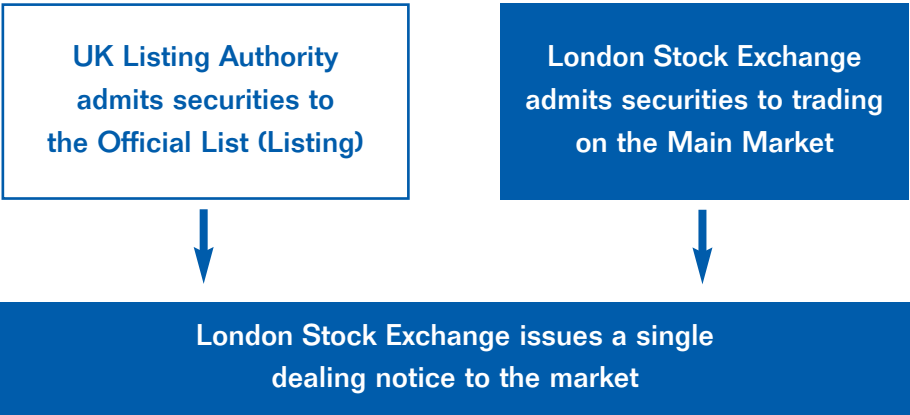 UK Listing Authority
admits securities to
the Official List (Listing)
London Stock Exchange
admits securities to trading
on the Main Market
London Stock Exchange issues a single
dealing notice to the market